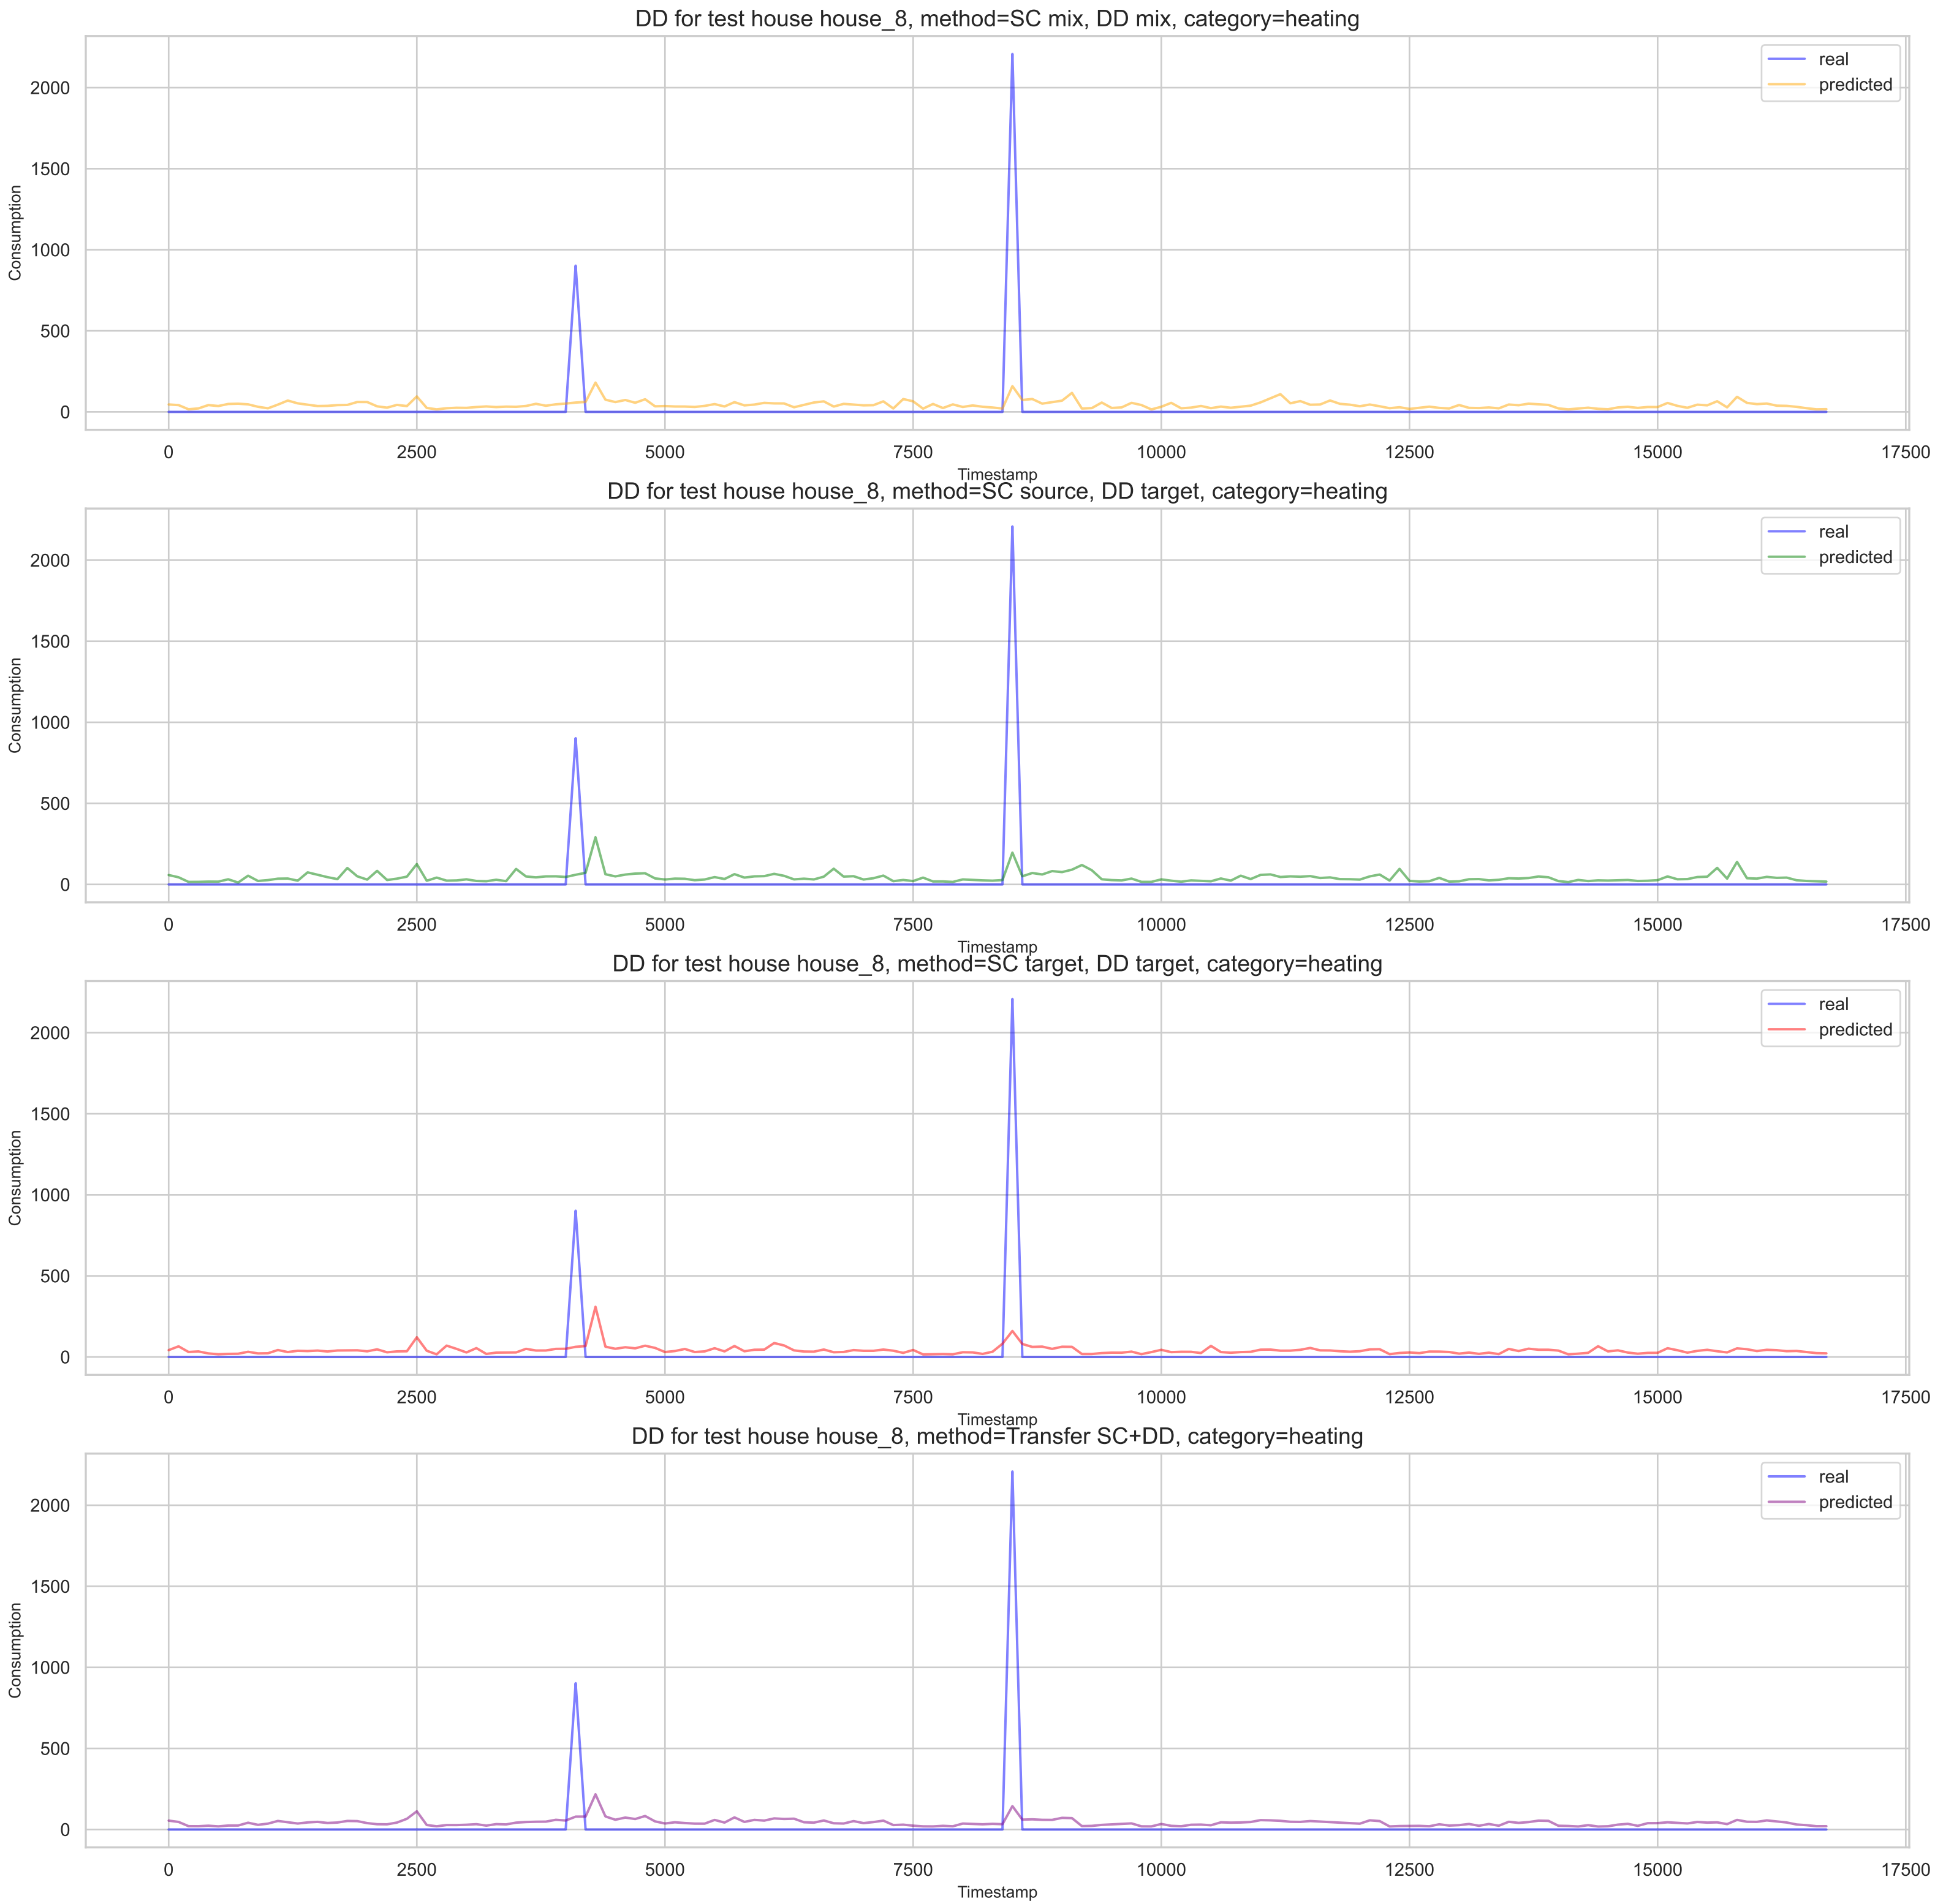 DD for test house house_8, method=SC mix, DD mix, category=heating
real
predicted
2000
1500
1000
500
0
Consumption
0 2500 5000 7500 10000 12500 15000 17500
Timestamp
DD for test house house_8, method=SC source, DD target, category=heating
real
predicted
2000
1500
1000
500
0
Consumption
0 2500 5000 7500 10000 12500 15000 17500
Timestamp
DD for test house house_8, method=SC target, DD target, category=heating
real
predicted
2000
1500
1000
500
0
Consumption
0 2500 5000 7500 10000 12500 15000 17500
Timestamp
DD for test house house_8, method=Transfer SC+DD, category=heating
real
predicted
2000
1500
1000
500
0
Consumption
0 2500 5000 7500 10000 12500 15000 17500
Timestamp